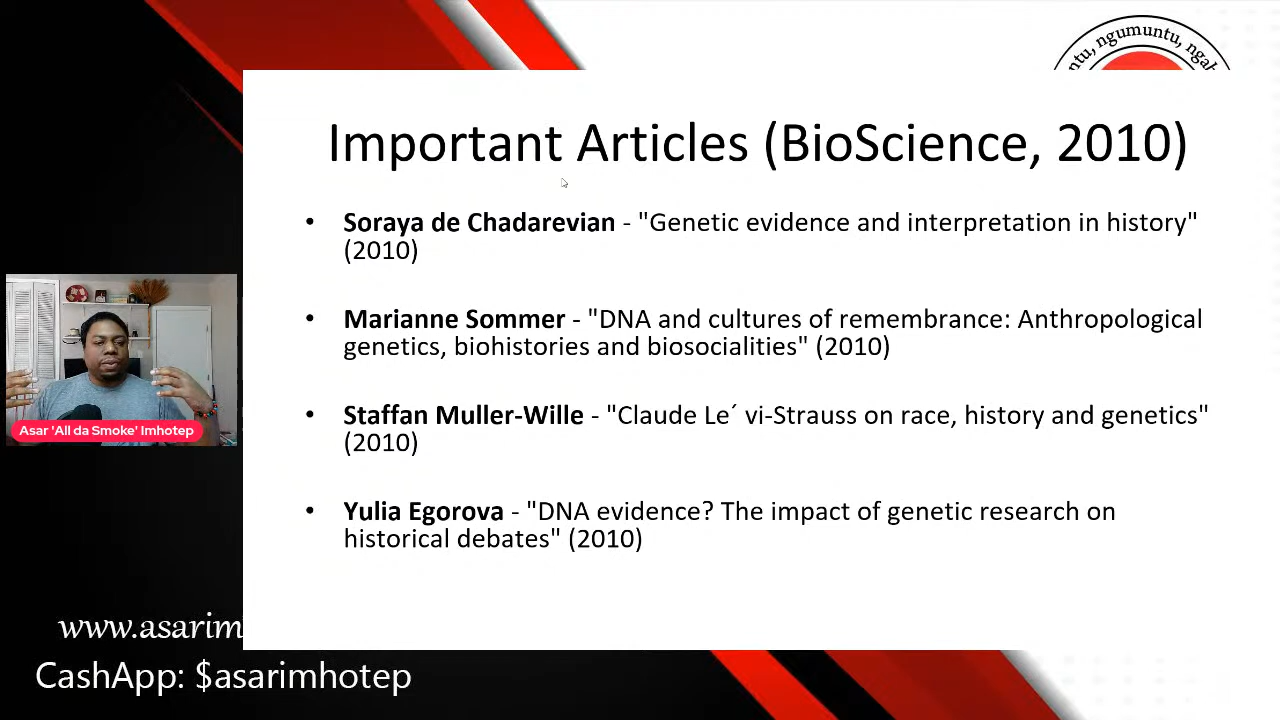 ntu, ngumuntu, ngab
Important Articles (BioScience, 2010)
• Soraya de Chadarevian - "Genetic evidence and interpretation in history"
(2010)
• Marianne Sommer - "DNA and cultures of remembrance: Anthropological
genetics, biohistories and biosocialities" (2010)
• Staffan Muller-Wille - "Claude Le´ vi-Strauss on race, history and genetics"
(2010)
• Yulia Egorova - "DNA evidence? The impact of genetic research on
historical debates" (2010)
Asar 'All da Smoke' Imhotep
www.asarim
CashApp: $asarimhotep